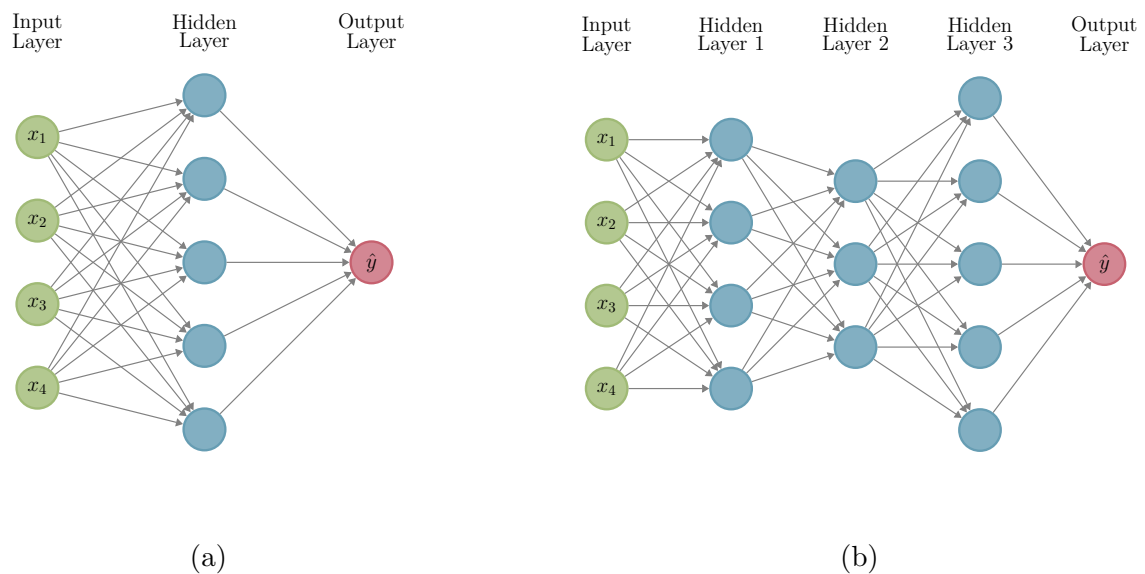 Input
Layer
Hidden
Layer
Output
Layer
x₁
x₂
x₃
x₄
ŷ
(a)
Input
Layer
Hidden
Layer 1
Hidden
Layer 2
Hidden
Layer 3
Output
Layer
x₁
x₂
x₃
x₄
ŷ
(b)